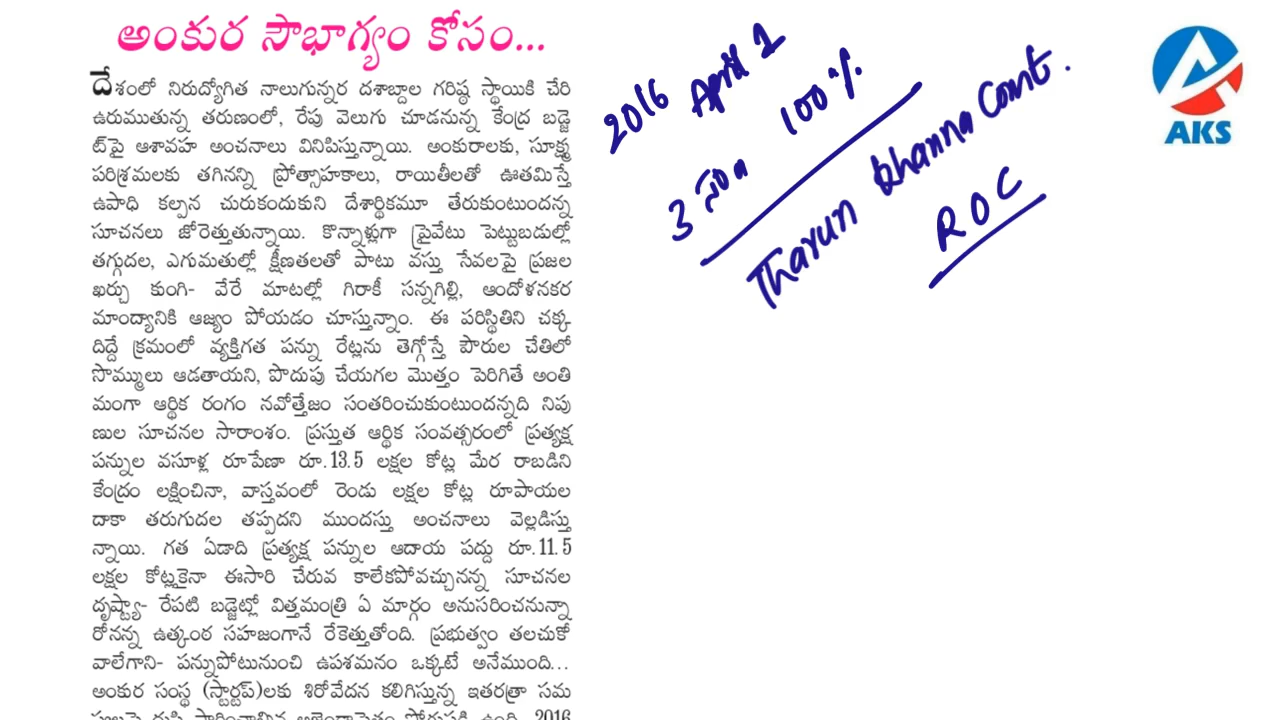 అంకుర సౌభాగ్యం కోసం...
దేశంలో నిరుద్యోగిత నాలుగున్నర దశాబ్దాల గరిష్ఠ స్థాయికి చేరి
ఉరుముతున్న తరుణంలో, రేపు వెలుగు చూడనున్న కేంద్ర బడ్జె
ట్‌పై ఆశావహ అంచనాలు వినిపిస్తున్నాయి. అంకురాలకు, సూక్ష్మ
పరిశ్రమలకు తగినన్ని ప్రోత్సాహకాలు, రాయితీలతో ఊతమిస్తే
ఉపాధి కల్పన చురుకందుకుని దేశార్థికమూ తేరుకుంటుందన్న
సూచనలు జోరెత్తుతున్నాయి. కొన్నాళ్లుగా ప్రైవేటు పెట్టుబడుల్లో
తగ్గుదల, ఎగుమతుల్లో క్షీణతలతో పాటు వస్తు సేవలపై ప్రజల
ఖర్చు కుంగి- వేరే మాటల్లో గిరాకీ సన్నగిల్లి, ఆందోళనకర
మాంద్యానికి ఆజ్యం పోయడం చూస్తున్నాం. ఈ పరిస్థితిని చక్క
దిద్దే క్రమంలో వ్యక్తిగత పన్ను రేట్లను తెగ్గోస్తే పౌరుల చేతిలో
సొమ్ములు ఆడతాయని, పొదుపు చేయగల మొత్తం పెరిగితే అంతి
మంగా ఆర్థిక రంగం నవోత్తేజం సంతరించుకుంటుందన్నది నిపు
ణుల సూచనల సారాంశం. ప్రస్తుత ఆర్థిక సంవత్సరంలో ప్రత్యక్ష
పన్నుల వసూళ్ల రూపేణా రూ.13.5 లక్షల కోట్ల మేర రాబడిని
కేంద్రం లక్షించినా, వాస్తవంలో రెండు లక్షల కోట్ల రూపాయల
దాకా తరుగుదల తప్పదని ముందస్తు అంచనాలు వెల్లడిస్తు
న్నాయి. గత ఏడాది ప్రత్యక్ష పన్నుల ఆదాయ పద్దు రూ.11.5
లక్షల కోట్లకైనా ఈసారి చేరువ కాలేకపోవచ్చునన్న సూచనల
దృష్ట్యా- రేపటి బడ్జెట్లో విత్తమంత్రి ఏ మార్గం అనుసరించనున్నా
రోనన్న ఉత్కంఠ సహజంగానే రేకెత్తుతోంది. ప్రభుత్వం తలచుకో
వాలేగాని- పన్నుపోటునుంచి ఉపశమనం ఒక్కటే అనేముంది...
అంకుర సంస్థ (స్టార్టప్)లకు శిరోవేదన కలిగిస్తున్న ఇతరత్రా సమ
2016
2016 April 1
3 సం॥ 100%
Tharun khanna Comt.
ROC
AKS